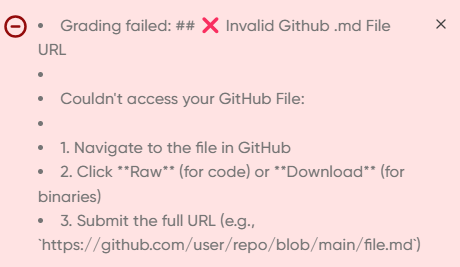 • Grading failed: ## ❌ Invalid Github .md File
URL
•
• Couldn't access your GitHub File:
•
• 1. Navigate to the file in GitHub
• 2. Click **Raw** (for code) or **Download** (for
binaries)
• 3. Submit the full URL (e.g.,
`https://github.com/user/repo/blob/main/file.md`)